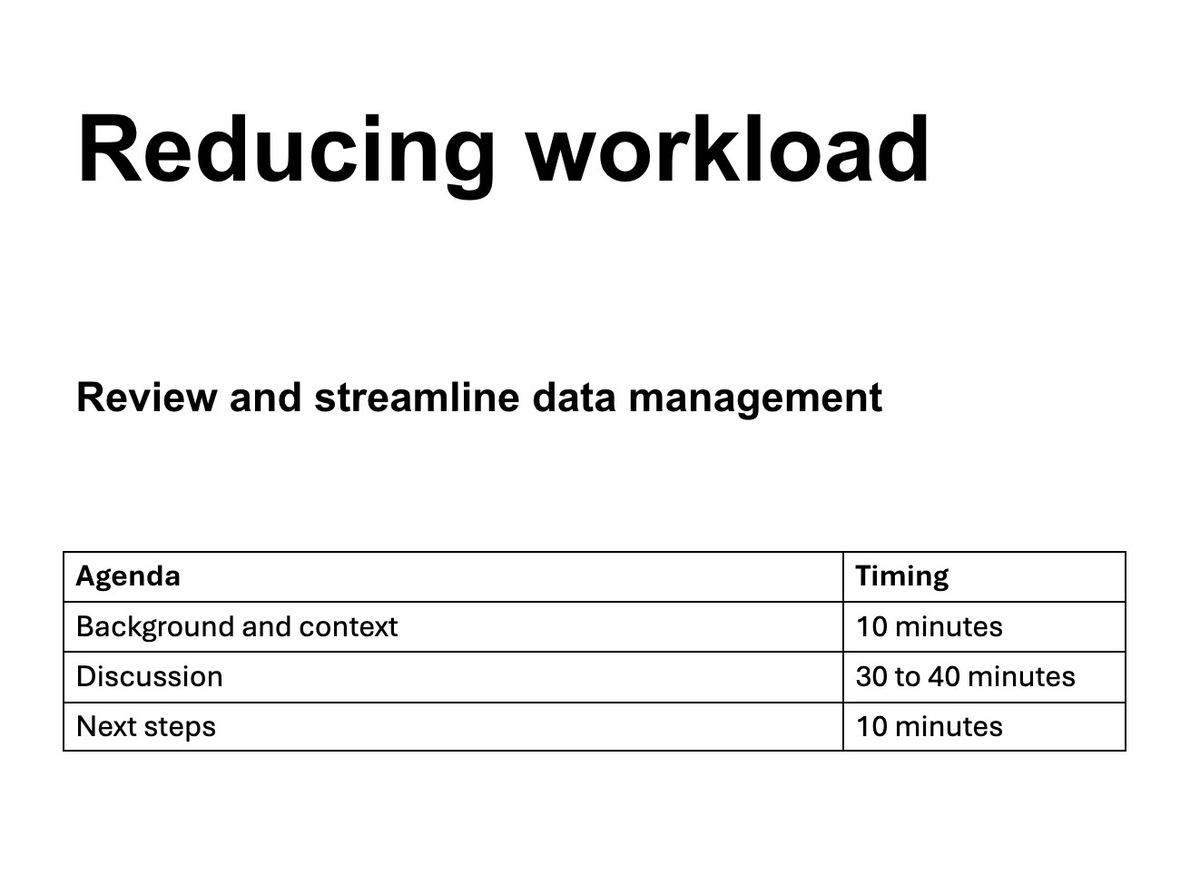 Reducing workload
Review and streamline data management
Agenda Timing
Background and context 10 minutes
Discussion 30 to 40 minutes
Next steps 10 minutes